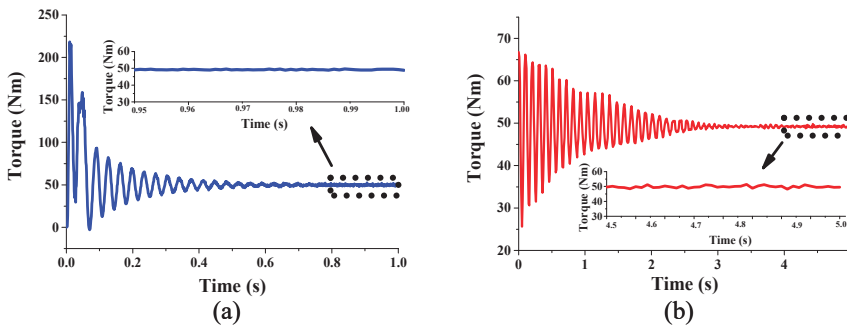 250
200
150
100
50
0
Torque (Nm)
0.0 0.2 0.4 0.6 0.8 1.0
Time (s)
60
50
40
30
Torque (Nm)
0.95 0.96 0.97 0.98 0.99 1.00
Time (s)
(a)
70
60
50
40
30
20
Torque (Nm)
0 1 2 3 4
Time (s)
60
50
40
30
Torque (Nm)
4.5 4.6 4.7 4.8 4.9 5.0
Time (s)
(b)